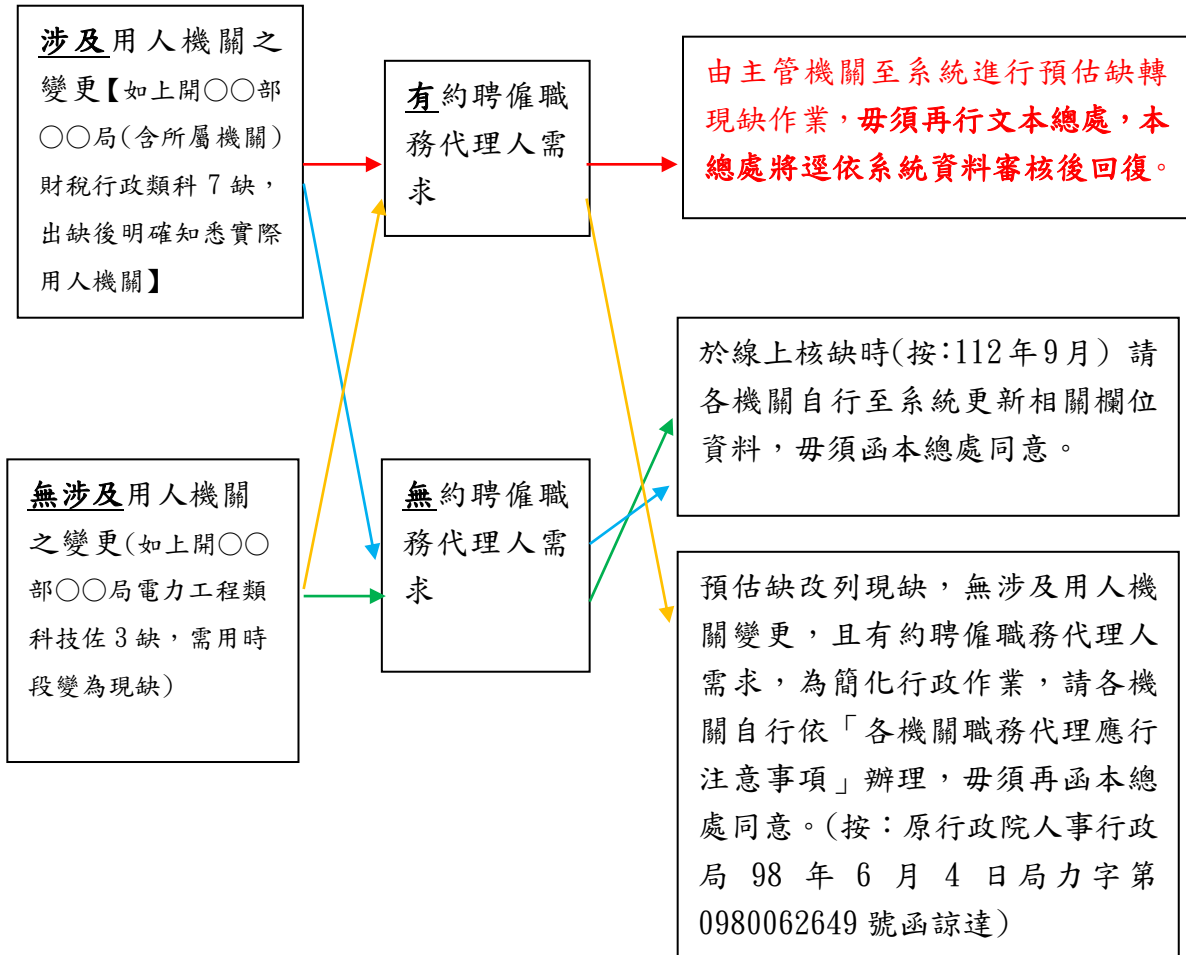 涉及用人機關之
變更【如上開○○部
○○局(含所屬機關)
財稅行政類科 7 缺，
出缺後明確知悉實際
用人機關】
有約聘僱職
務代理人需
求
由主管機關至系統進行預估缺轉
現缺作業，毋須再行文本總處，本
總處將逕依系統資料審核後回復。
於線上核缺時(按:112年9月) 請
各機關自行至系統更新相關欄位
資料，毋須函本總處同意。
無涉及用人機關
之變更(如上開○○
部○○局電力工程類
科技佐 3 缺，需用時
段變為現缺)
無約聘僱職
務代理人需
求
預估缺改列現缺，無涉及用人機
關變更，且有約聘僱職務代理人
需求，為簡化行政作業，請各機
關自行依「各機關職務代理應行
注意事項」辦理，毋須再函本總
處同意。(按：原行政院人事行政
局 98 年 6 月 4 日局力字第
0980062649 號函諒達)